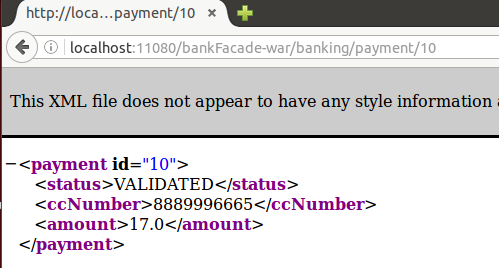 http://loca...payment/10
localhost:11080/bankFacade-war/banking/payment/10
This XML file does not appear to have any style information
−<payment id="10">
<status>VALIDATED</status>
<ccNumber>8889996665</ccNumber>
<amount>17.0</amount>
</payment>